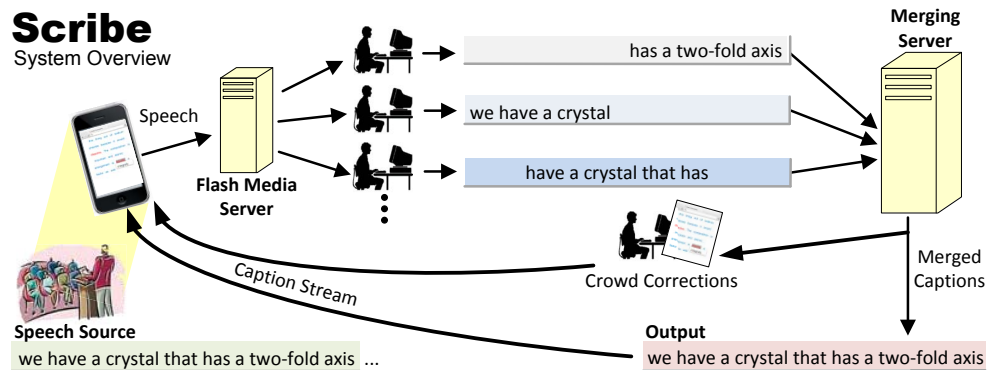 Scribe
System Overview
Merging
Server
Speech
Flash Media
Server
has a two-fold axis
we have a crystal
have a crystal that has
Crowd Corrections
Merged
Captions
Caption Stream
Speech Source
we have a crystal that has a two-fold axis ...
Output
we have a crystal that has a two-fold axis